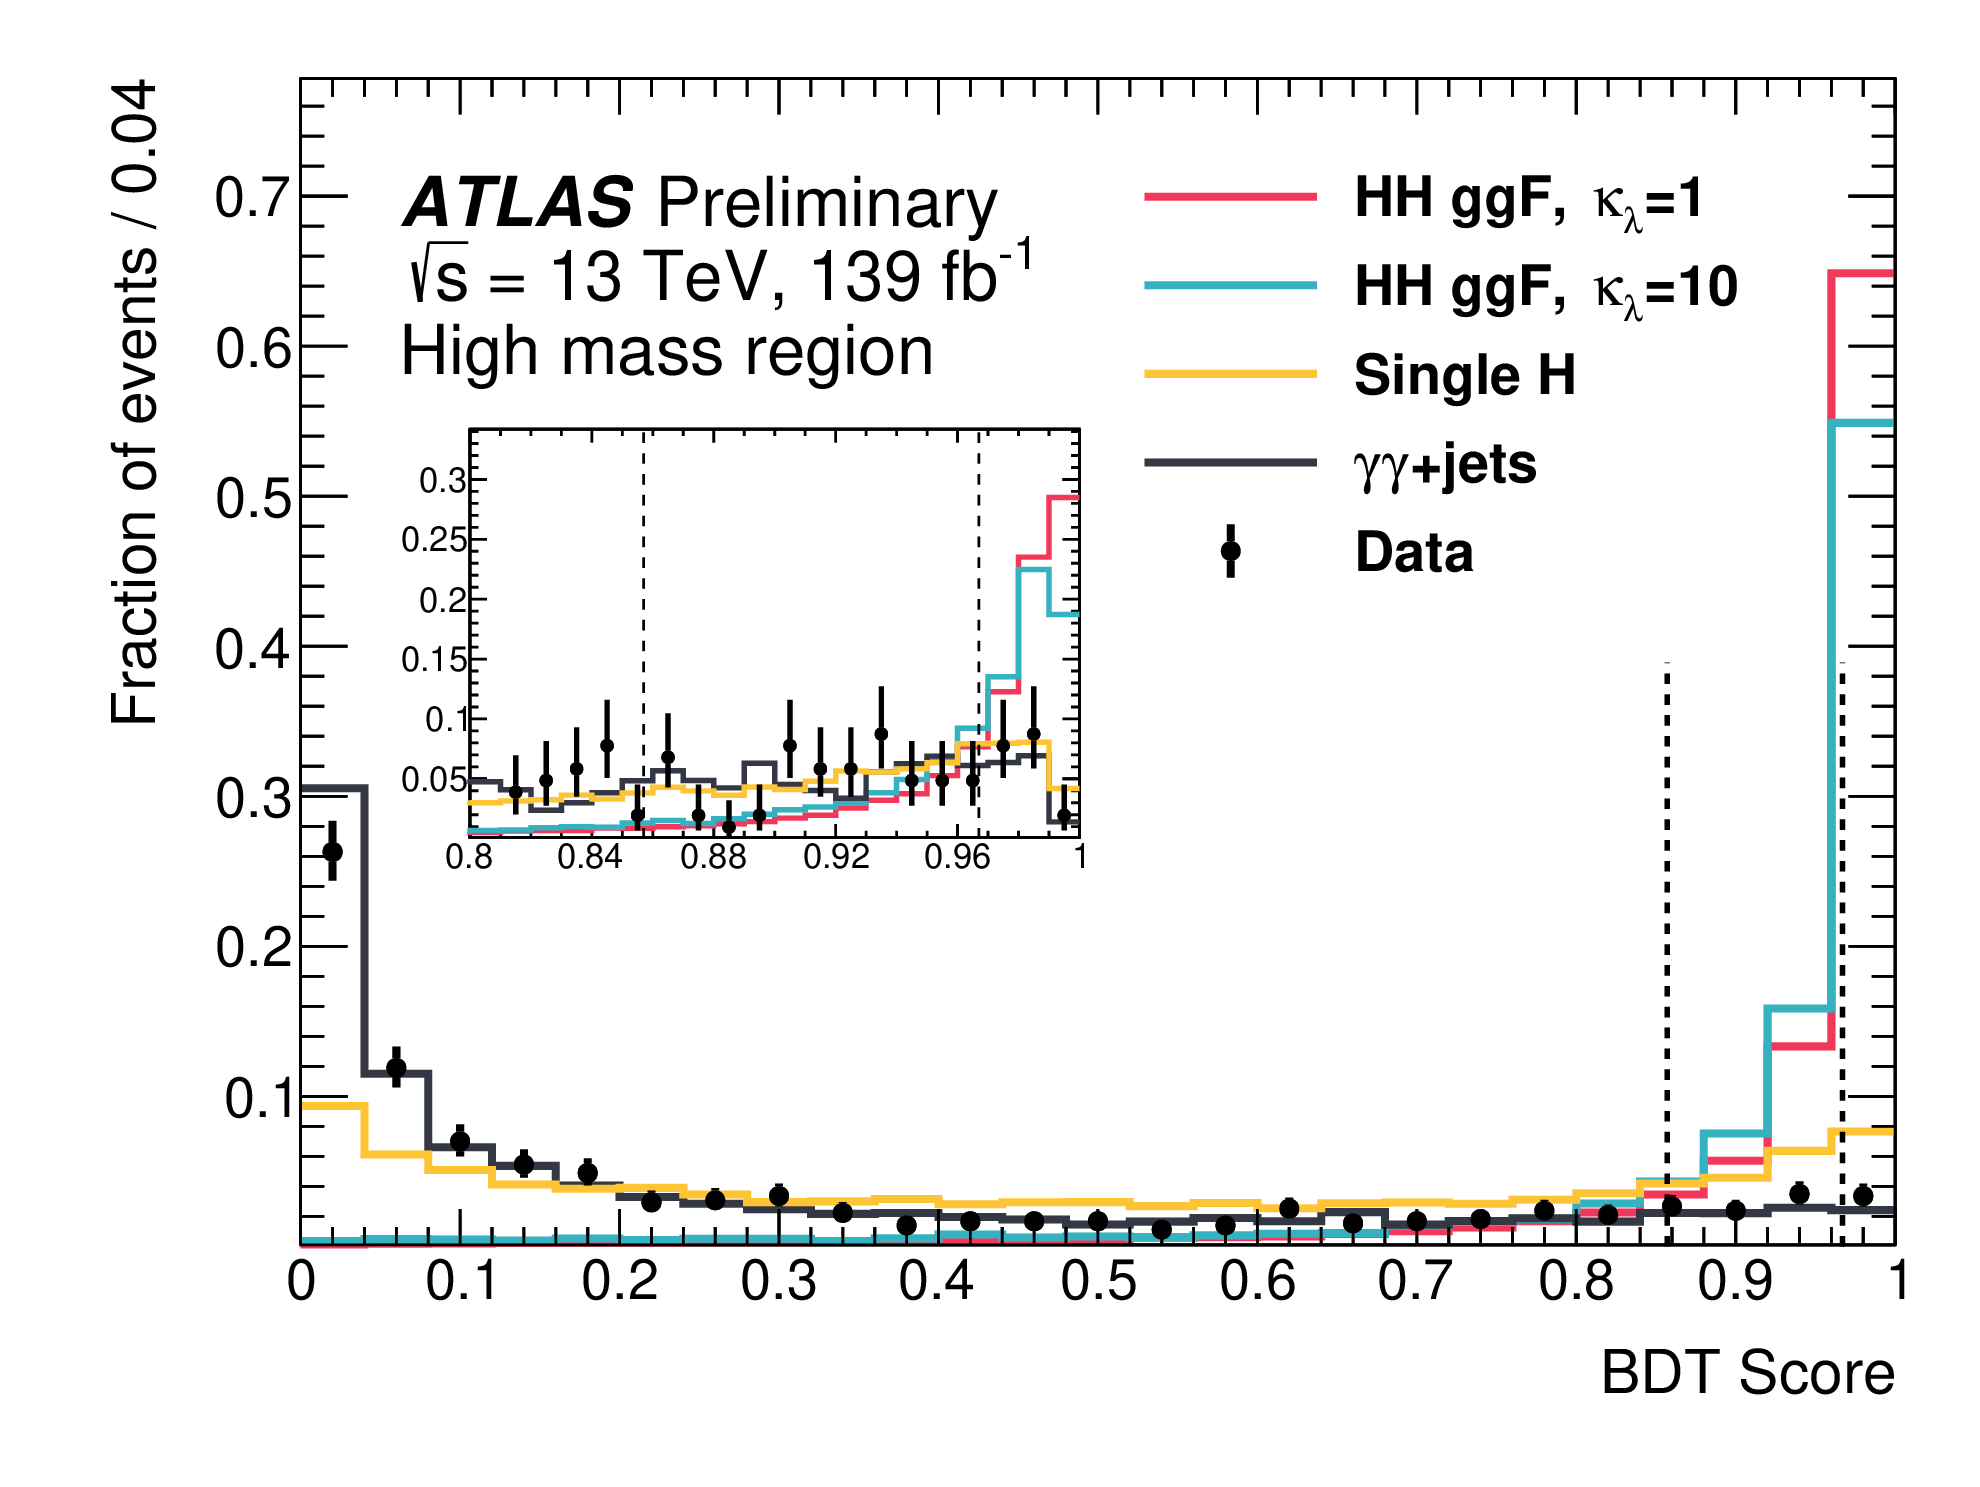 Fraction of events / 0.04
0.7
0.6
0.5
0.4
0.3
0.2
0.1
ATLAS Preliminary
√s = 13 TeV, 139 fb-1
High mass region
HH ggF, κλ=1
HH ggF, κλ=10
Single H
γγ+jets
Data
0.3
0.25
0.2
0.15
0.1
0.05
0.8 0.84 0.88 0.92 0.96 1
0 0.1 0.2 0.3 0.4 0.5 0.6 0.7 0.8 0.9 1
BDT Score